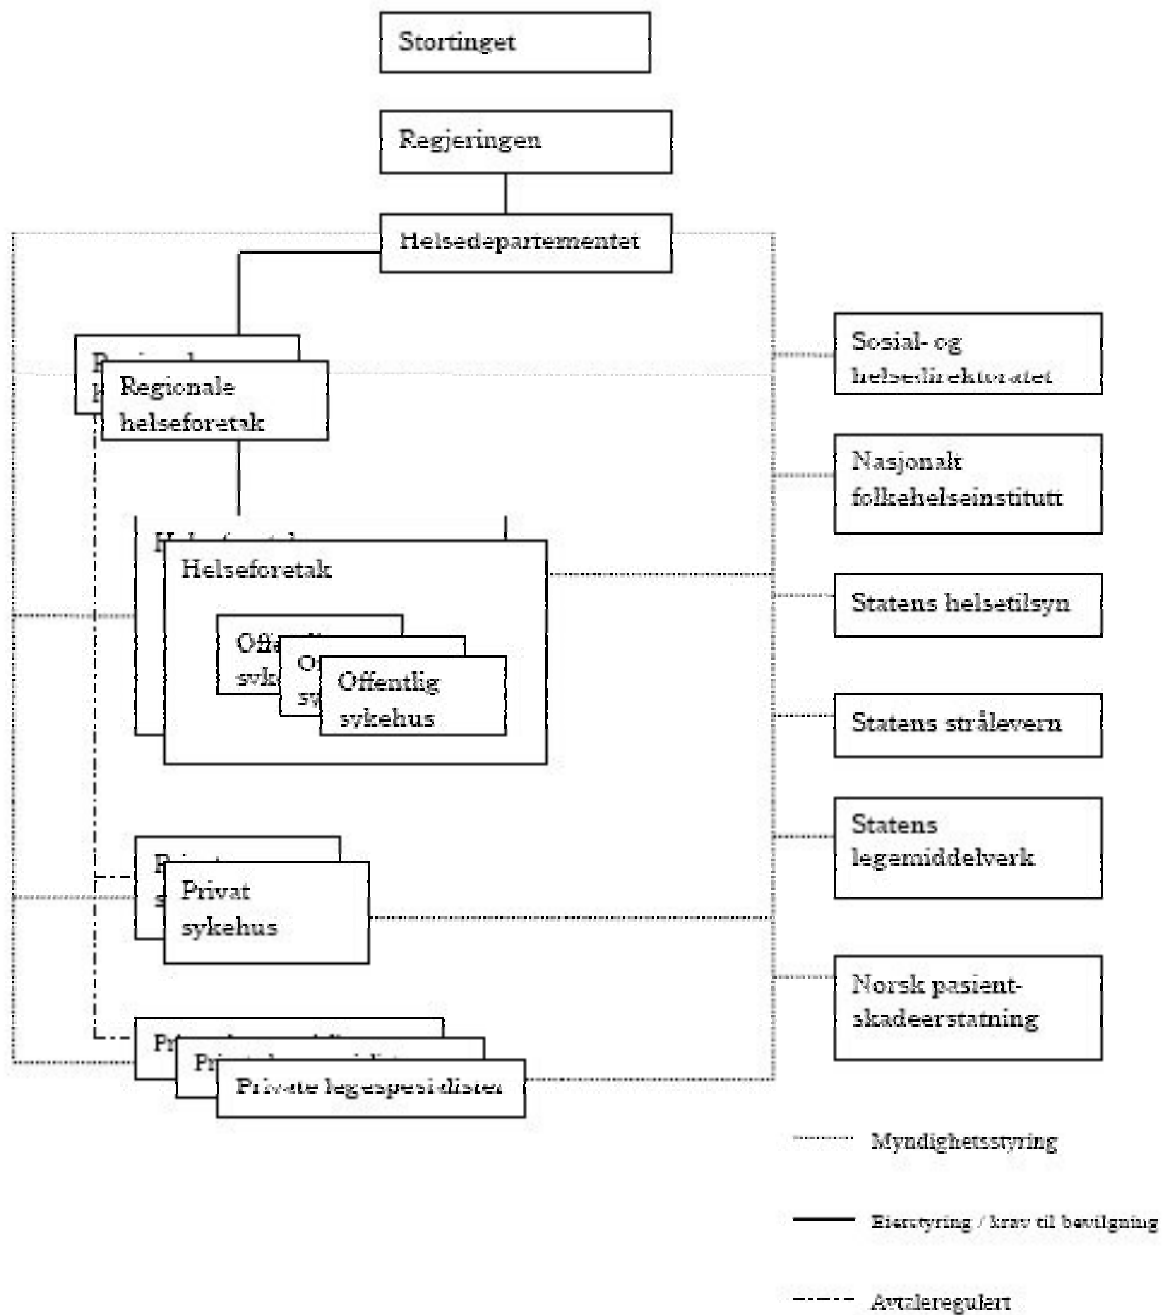 Stortinget
Regjeringen
Helsedepartementet
Regionale
helseforetak
Helseforetak
Offentlig
sykehus
Privat
sykehus
Private legespesialister
Sosial- og
helsedirektoratet
Nasjonalt
folkehelseinstitutt
Statens helsetilsyn
Statens strålevern
Statens
legemiddelverk
Norsk pasient-
skadeerstatning
Myndighetsstyring
Eierstyring / krav til bevilgning
Avtaleregulert